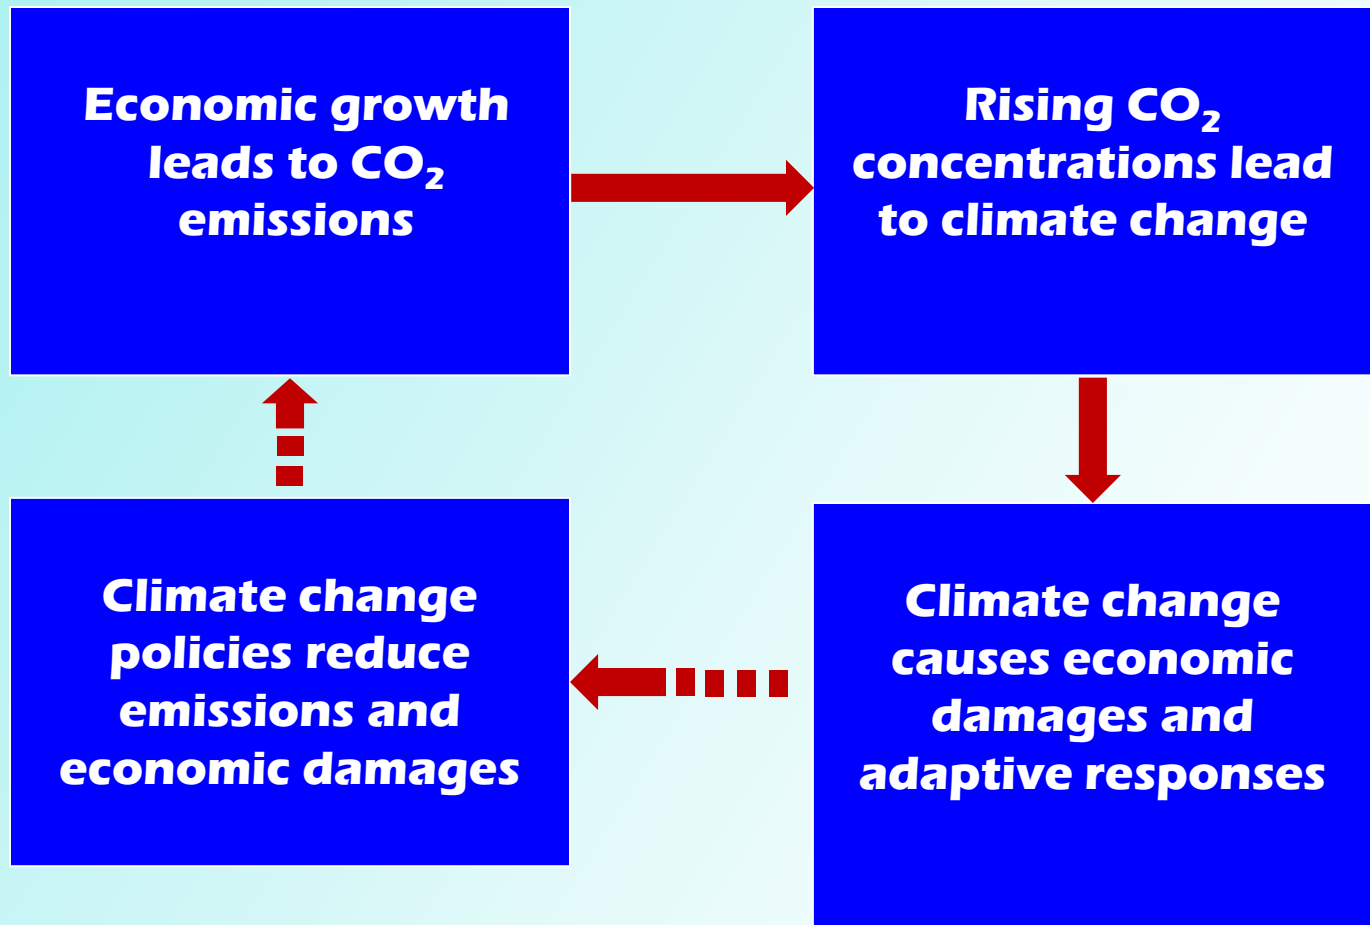 Economic growth
leads to CO₂
emissions
Rising CO₂
concentrations lead
to climate change
Climate change
policies reduce
emissions and
economic damages
Climate change
causes economic
damages and
adaptive responses